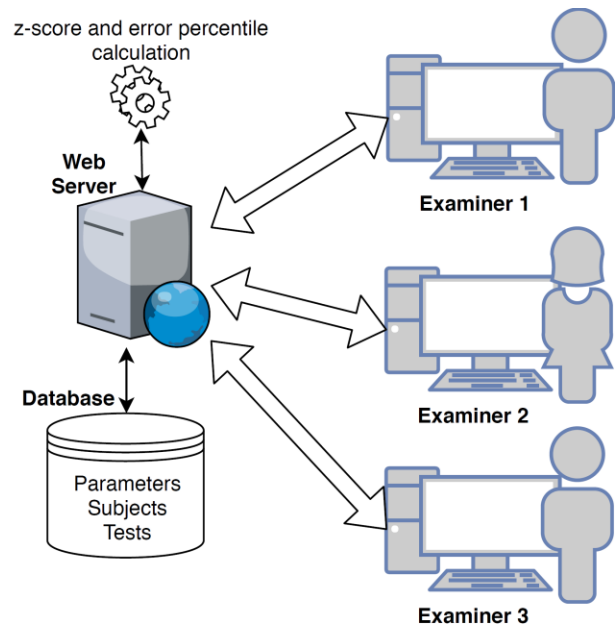 z-score and error percentile
calculation
Web
Server
Examiner 1
Examiner 2
Database
Parameters
Subjects
Tests
Examiner 3